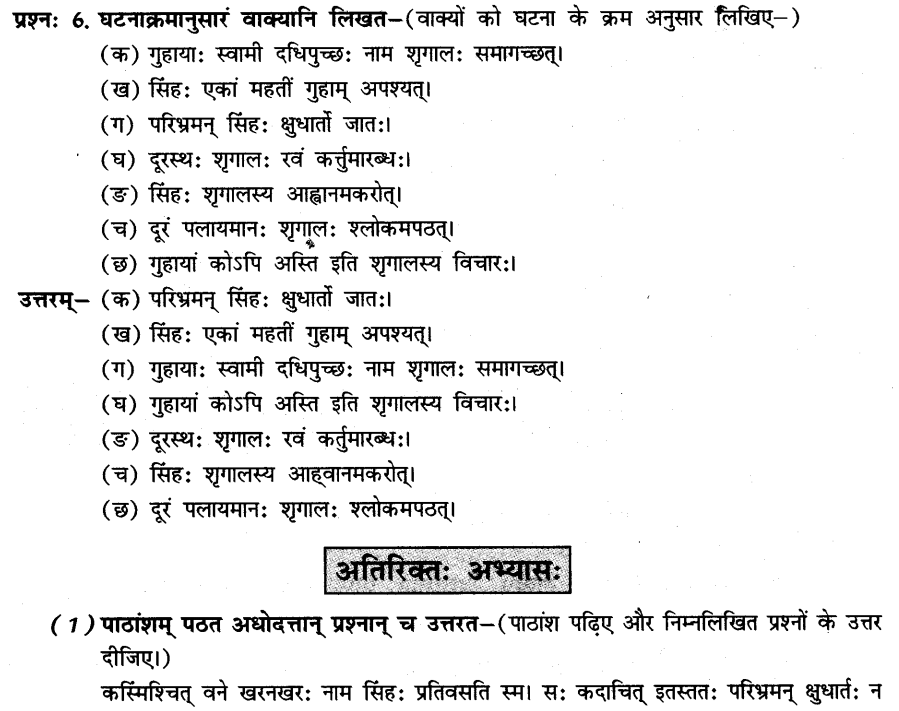 प्रश्न: 6. घटनाक्रमानुसारं वाक्यानि लिखत–(वाक्यों को घटना के क्रम अनुसार लिखिए–)
(क) गुहाया: स्वामी दधिपुच्छ: नाम शृगाल: समागच्छत्।
(ख) सिंह: एकां महतीं गुहाम् अपश्यत्।
(ग) परिभ्रमन् सिंह: क्षुधार्तो जात:।
(घ) दूरस्थ: शृगाल: रवं कर्त्तुमारब्ध:।
(ङ) सिंह: शृगालस्य आह्वानमकरोत्।
(च) दूरं पलायमान: शृगाल: श्लोकमपठत्।
(छ) गुहायां कोऽपि अस्ति इति शृगालस्य विचार:।
उत्तरम्– (क) परिभ्रमन् सिंह: क्षुधार्तो जात:।
(ख) सिंह: एकां महतीं गुहाम् अपश्यत्।
(ग) गुहाया: स्वामी दधिपुच्छ: नाम शृगाल: समागच्छत्।
(घ) गुहायां कोऽपि अस्ति इति शृगालस्य विचार:।
(ङ) दूरस्थ: शृगाल: रवं कर्तुमारब्ध:।
(च) सिंह: शृगालस्य आह्‌वानमकरोत्।
(छ) दूरं पलायमान: शृगाल: श्लोकमपठत्।
अतिरिक्त: अभ्यास:
(1) पाठांशम् पठत अधोदत्तान् प्रश्नान् च उत्तरत–(पाठांश पढ़िए और निम्नलिखित प्रश्नों के उत्तर
दीजिए।)
कस्मिंश्चित् वने खरनखर: नाम सिंह: प्रतिवसति स्म। स: कदाचित् इतस्तत: परिभ्रमन् क्षुधार्त: न